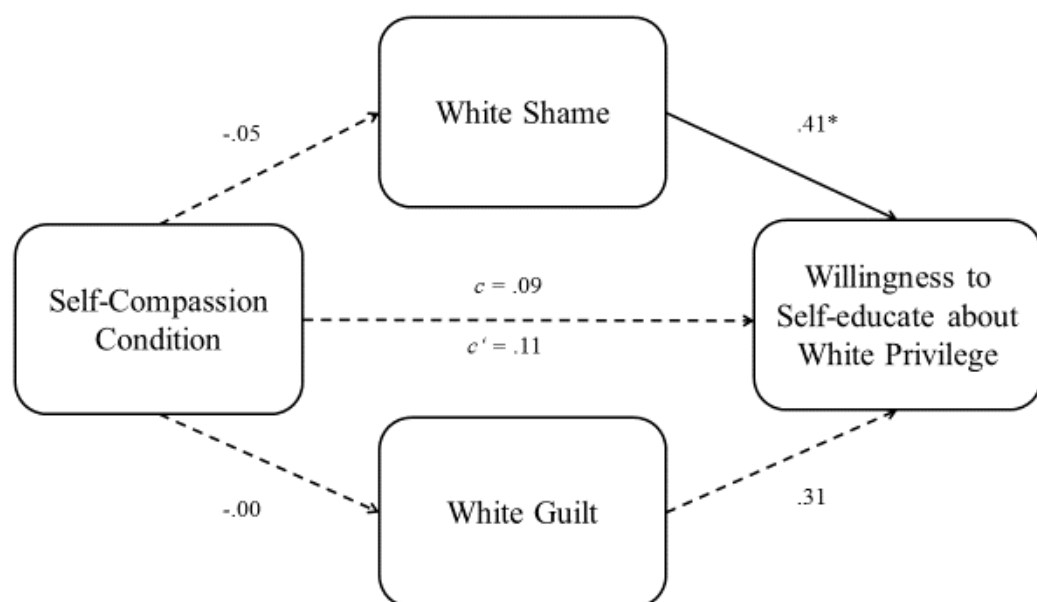 White Shame
-.05
.41*
Self-Compassion
Condition
c = .09
c‘ = .11
Willingness to
Self-educate about
White Privilege
-.00
White Guilt
.31